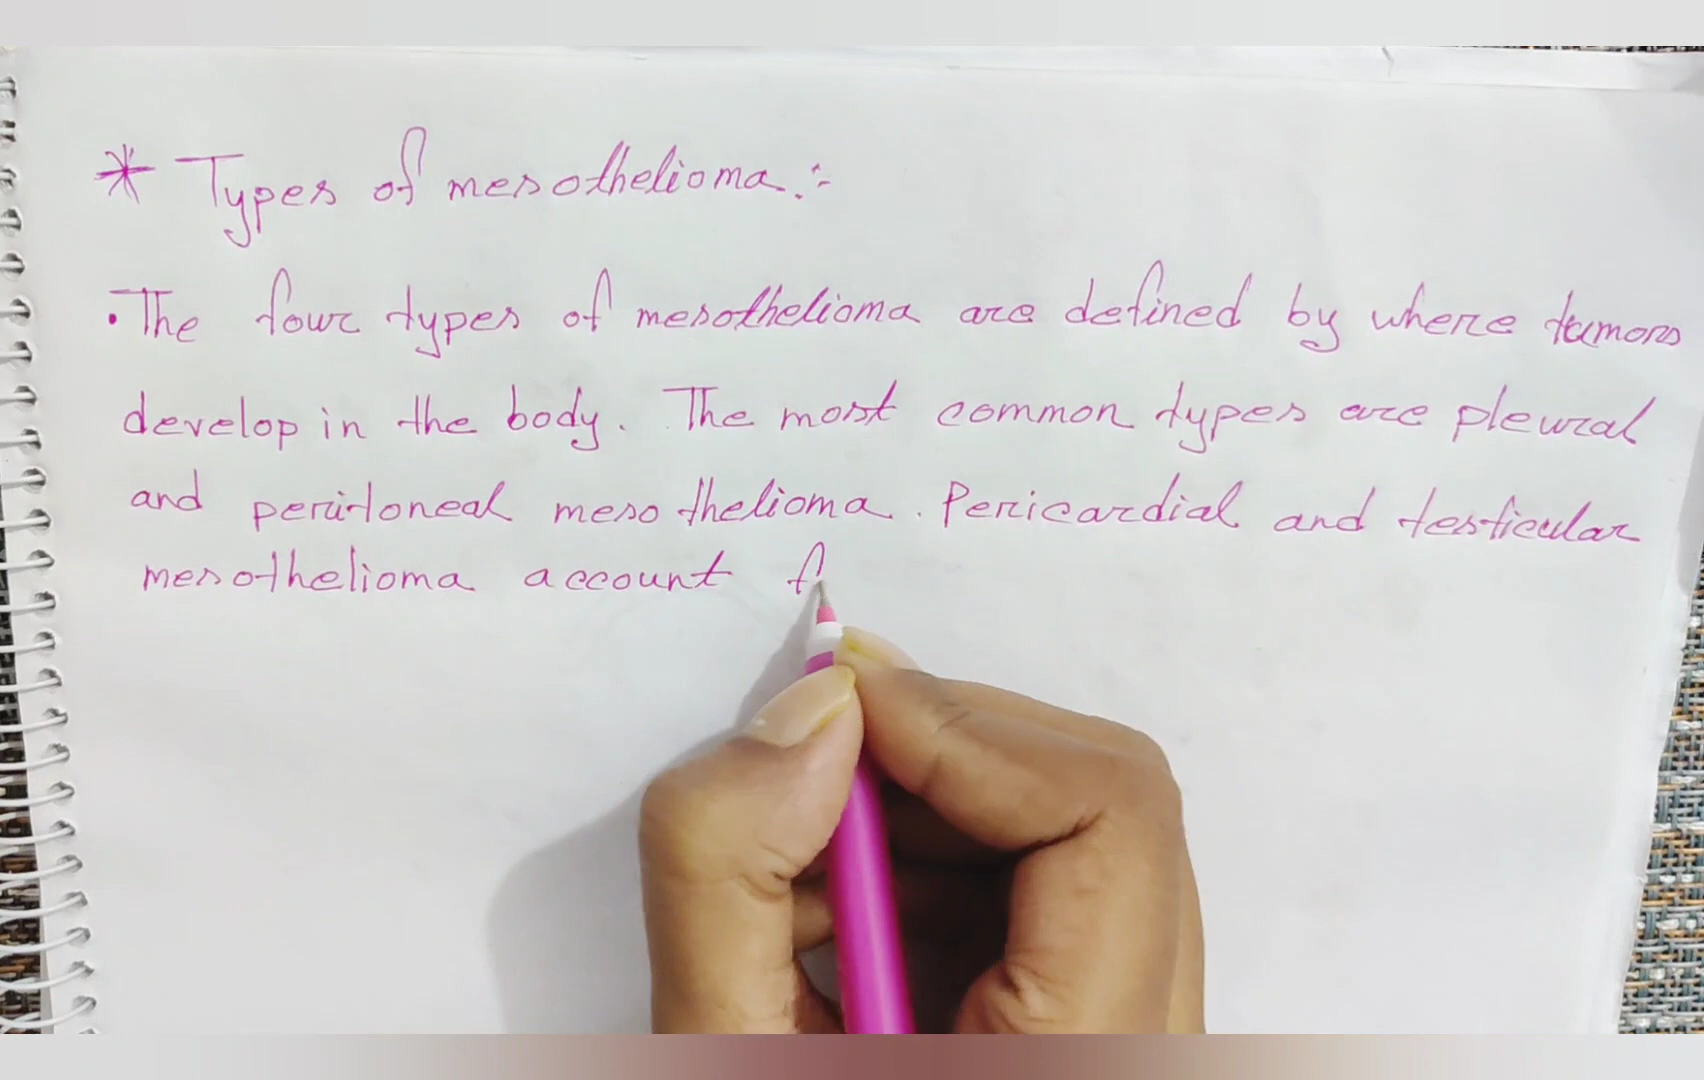 * Types of mesothelioma.:-
• The four types of mesothelioma are defined by where tumors
develop in the body. The most common types are pleural
and peritoneal mesothelioma. Pericardial and testicular
mesothelioma account f